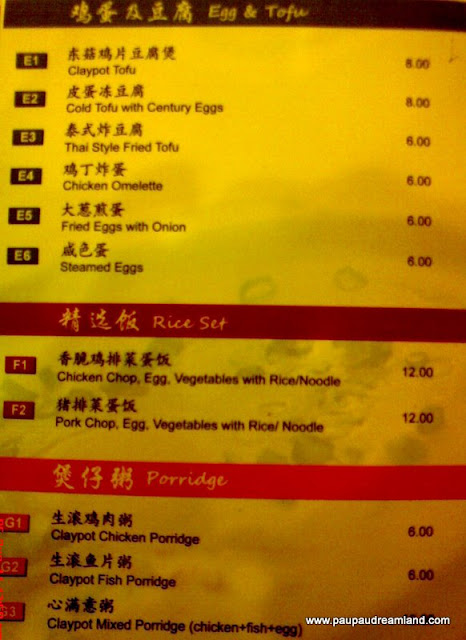 鸡蛋及豆腐 Egg & Tofu
E1 东菇鸡片豆腐煲 8.00
Claypot Tofu
E2 皮蛋冻豆腐 8.00
Cold Tofu with Century Eggs
E3 泰式炸豆腐 6.00
Thai Style Fried Tofu
E4 鸡丁炸蛋 6.00
Chicken Omelette
E5 大葱煎蛋 6.00
Fried Eggs with Onion
E6 咸色蛋 6.00
Steamed Eggs
精选饭 Rice Set
F1 香脆鸡排菜蛋饭 12.00
Chicken Chop, Egg, Vegetables with Rice/Noodle
F2 猪排菜蛋饭 12.00
Pork Chop, Egg, Vegetables with Rice/ Noodle
煲仔粥 Porridge
G1 生滚鸡肉粥 6.00
Claypot Chicken Porridge
G2 生滚鱼片粥 6.00
Claypot Fish Porridge
G3 心满意粥
Claypot Mixed Porridge (chicken+fish+egg)
www.paupaudreamland.com